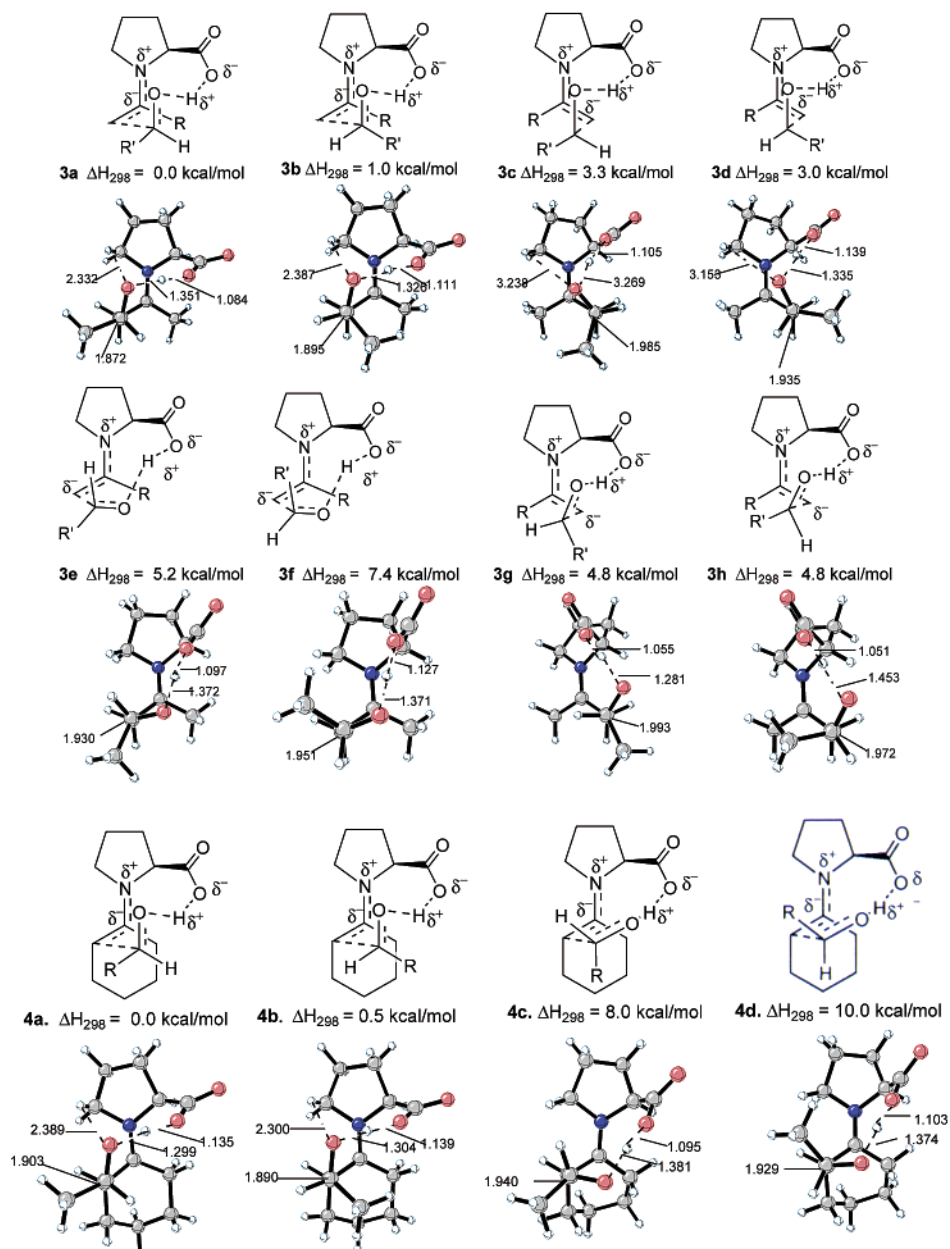 δ+ N O O δ− δ− O H δ+ R R' H
δ+ N O O δ− δ− O H δ+ R H R'
δ+ N O O δ− O H δ+ R δ− R' H
δ+ N O O δ− O H δ+ R δ− R' H
3a ΔH298 = 0.0 kcal/mol
3b ΔH298 = 1.0 kcal/mol
3c ΔH298 = 3.3 kcal/mol
3d ΔH298 = 3.0 kcal/mol
2.332 1.351 1.084 1.872
2.387 1.111 1.895
3.238 1.105 3.269 1.985
3.158 1.139 1.335 1.935
δ+ N O O δ− H H δ+ δ− R O R'
δ+ N O O δ− R' H δ+ δ− R O H
δ+ N O O δ− O H δ+ R H δ− R'
δ+ N O O δ− O H δ+ R R' δ− H
3e ΔH298 = 5.2 kcal/mol
3f ΔH298 = 7.4 kcal/mol
3g ΔH298 = 4.8 kcal/mol
3h ΔH298 = 4.8 kcal/mol
1.097 1.372 1.930
1.127 1.371 1.951
1.055 1.281 1.993
1.051 1.453 1.972
δ+ N O O δ− δ− O H δ+ R H
δ+ N O O δ− δ− O H δ+ H R
δ+ N O O δ− δ− H O H δ+ R
δ+ N O O δ δ− R O H δ+ − H
4a. ΔH298 = 0.0 kcal/mol
4b. ΔH298 = 0.5 kcal/mol
4c. ΔH298 = 8.0 kcal/mol
4d. ΔH298 = 10.0 kcal/mol
2.389 1.135 1.299 1.903
2.300 1.304 1.139 1.890
1.095 1.381 1.940
1.103 1.374 1.929